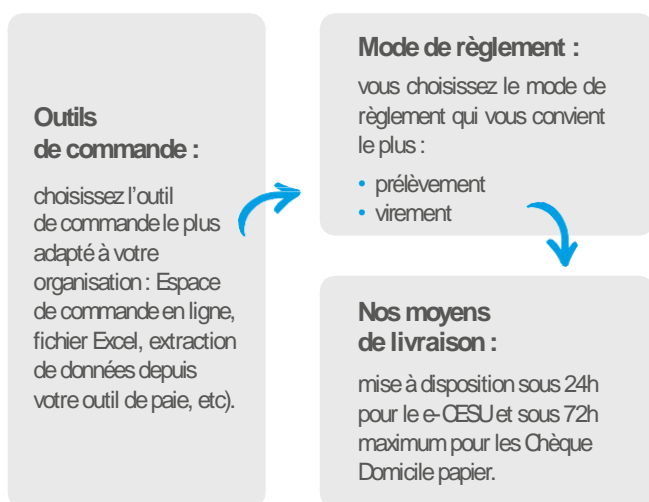 Outils
de commande :
choisissez l'outil
de commande le plus
adapté à votre
organisation : Espace
de commande en ligne,
fichier Excel, extraction
de données depuis
votre outil de paie, etc).
Mode de règlement :
vous choisissez le mode de
règlement qui vous convient
le plus :
• prélèvement
• virement
Nos moyens
de livraison :
mise à disposition sous 24h
pour le e-CESU et sous 72h
maximum pour les Chèque
Domicile papier.